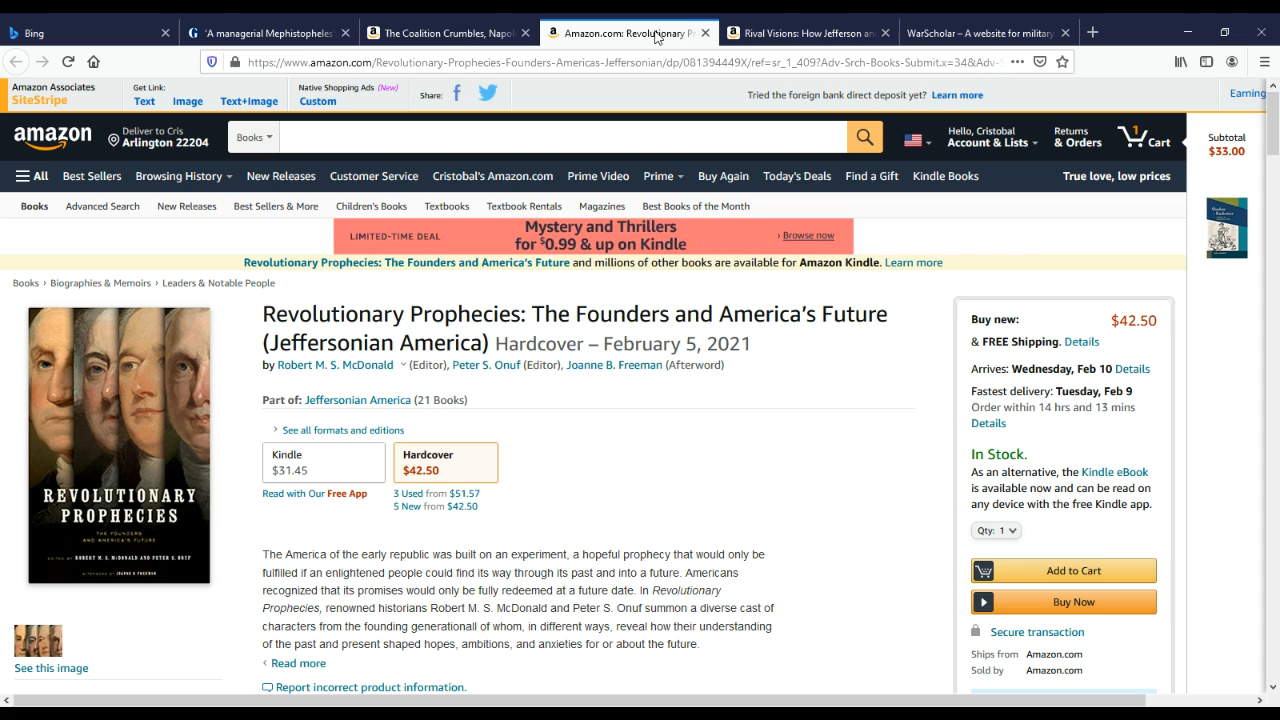 Bing
'A managerial Mephistopheles'
The Coalition Crumbles, Napol
Amazon.com: Revolutionary Pr
Rival Visions: How Jefferson an
WarScholar – A website for military
https://www.amazon.com/Revolutionary-Prophecies-Founders-Americas-Jeffersonian/dp/081394449X/ref=sr_1_409?Adv-Srch-Books-Submit.x=34&Adv-S
Amazon Associates
SiteStripe
Get Link:
Text Image Text+Image
Native Shopping Ads (New)
Custom
Share:
Tried the foreign bank direct deposit yet? Learn more
Earning
amazon
Deliver to Cris
Arlington 22204
Books
Hello, Cristobal
Account & Lists
Returns
& Orders
1
Cart
Subtotal
$33.00
All Best Sellers Browsing History New Releases Customer Service Cristobal's Amazon.com Prime Video Prime Buy Again Today's Deals Find a Gift Kindle Books True love, low prices
Books Advanced Search New Releases Best Sellers & More Children's Books Textbooks Textbook Rentals Magazines Best Books of the Month
LIMITED-TIME DEAL
Mystery and Thrillers
for $0.99 & up on Kindle
› Browse now
Revolutionary Prophecies: The Founders and America's Future and millions of other books are available for Amazon Kindle. Learn more
Books › Biographies & Memoirs › Leaders & Notable People
REVOLUTIONARY
PROPHECIES
THE FOUNDERS
AND AMERICA'S FUTURE
EDITED BY ROBERT M. S. MCDONALD AND PETER S. ONUF
AFTERWORD BY JOANNE B. FREEMAN
See this image
Revolutionary Prophecies: The Founders and America's Future
(Jeffersonian America) Hardcover – February 5, 2021
by Robert M. S. McDonald (Editor), Peter S. Onuf (Editor), Joanne B. Freeman (Afterword)
Part of: Jeffersonian America (21 Books)
› See all formats and editions
Kindle
$31.45
Hardcover
$42.50
Read with Our Free App
3 Used from $51.57
5 New from $42.50
The America of the early republic was built on an experiment, a hopeful prophecy that would only be
fulfilled if an enlightened people could find its way through its past and into a future. Americans
recognized that its promises would only be fully redeemed at a future date. In Revolutionary
Prophecies, renowned historians Robert M. S. McDonald and Peter S. Onuf summon a diverse cast of
characters from the founding generationall of whom, in different ways, reveal how their understanding
of the past and present shaped hopes, ambitions, and anxieties for or about the future.
‹ Read more
Report incorrect product information.
Buy new: $42.50
& FREE Shipping. Details
Arrives: Wednesday, Feb 10 Details
Fastest delivery: Tuesday, Feb 9
Order within 14 hrs and 13 mins
Details
In Stock.
As an alternative, the Kindle eBook
is available now and can be read on
any device with the free Kindle app.
Qty: 1
Add to Cart
Buy Now
Secure transaction
Ships from Amazon.com
Sold by Amazon.com